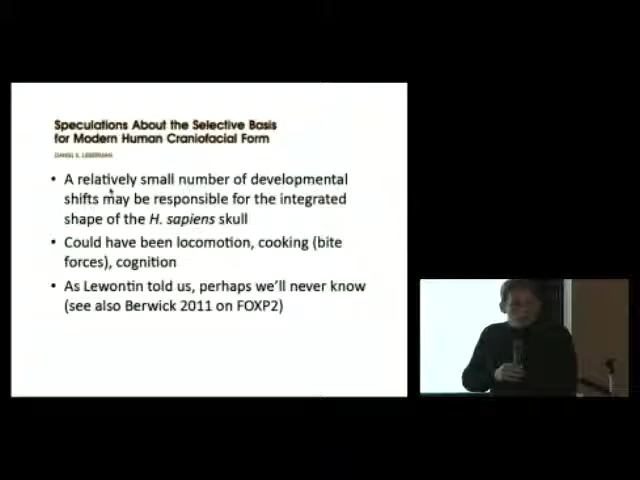 Speculations About the Selective Basis
for Modern Human Craniofacial Form
DANIEL E. LIEBERMAN
• A relatively small number of developmental
shifts may be responsible for the integrated
shape of the H. sapiens skull
• Could have been locomotion, cooking (bite
forces), cognition
• As Lewontin told us, perhaps we'll never know
(see also Berwick 2011 on FOXP2)